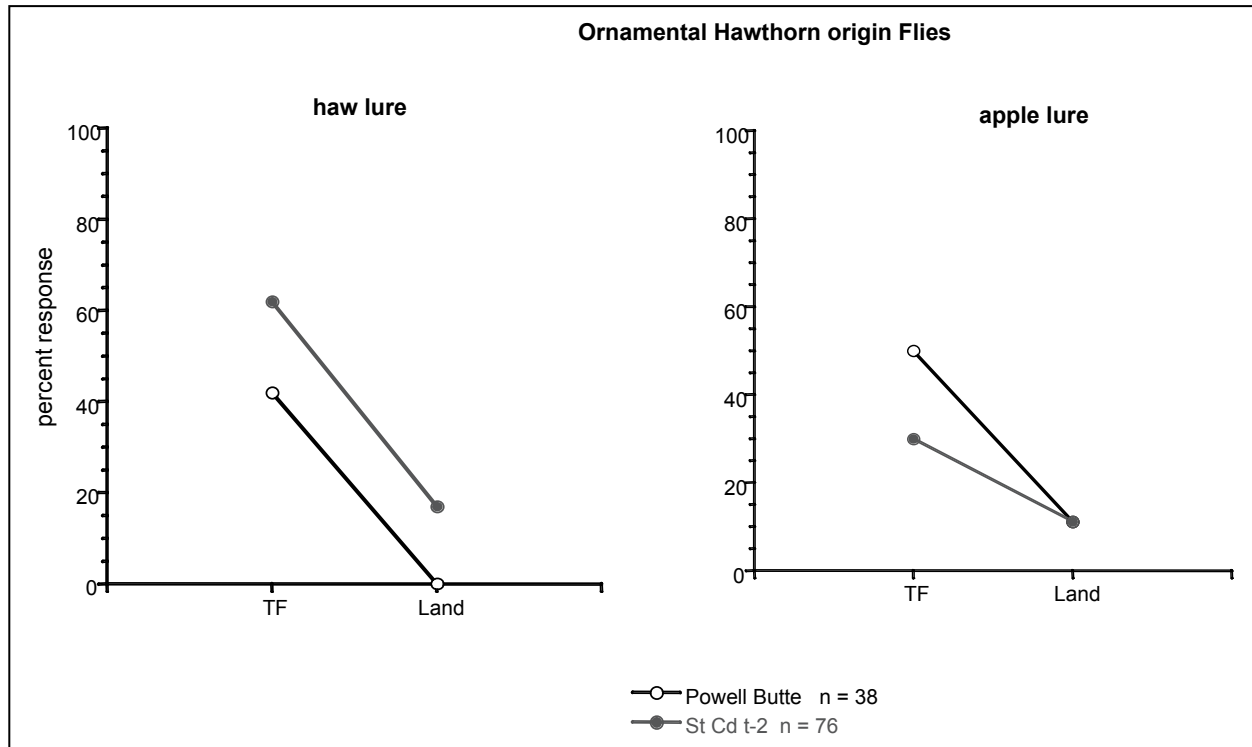 Ornamental Hawthorn origin Flies
haw lure
percent response
100
80
60
40
20
0
TF Land
apple lure
100
80
60
40
20
0
TF Land
Powell Butte n = 38
St Cd t-2 n = 76